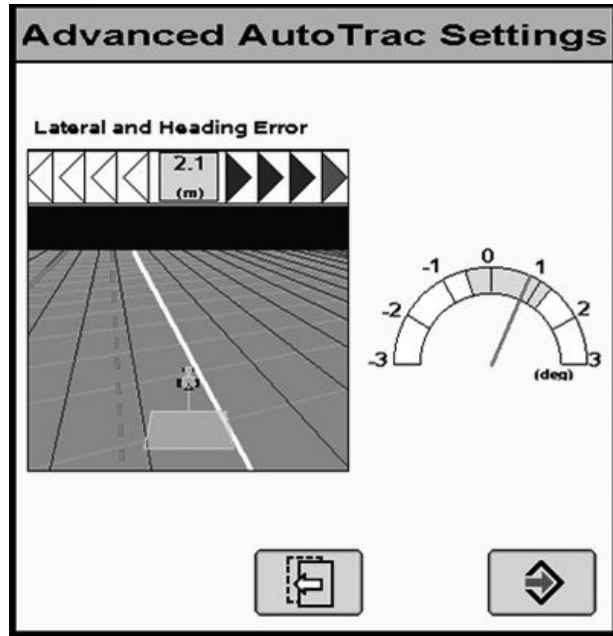 Advanced AutoTrac Settings
Lateral and Heading Error
2.1
(m)
-3
-2
-1
0
1
2
3
(deg)